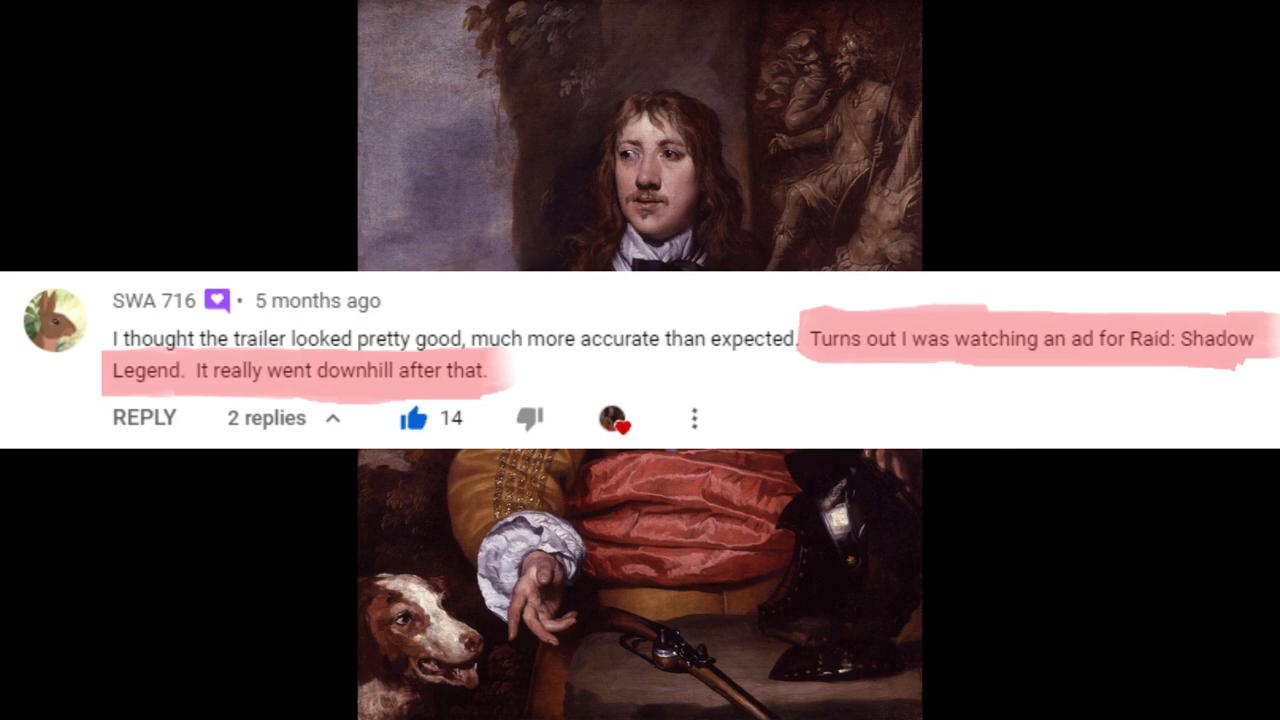 SWA 716 • 5 months ago
I thought the trailer looked pretty good, much more accurate than expected. Turns out I was watching an ad for Raid: Shadow
Legend. It really went downhill after that.
REPLY 2 replies 14